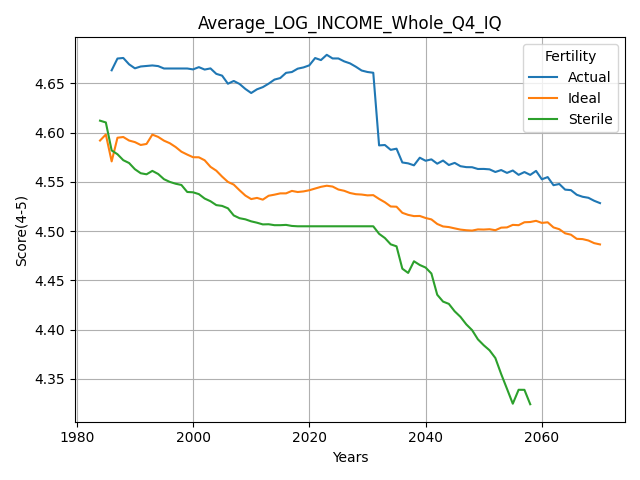 Average_LOG_INCOME_Whole_Q4_IQ
Fertility
Actual
Ideal
Sterile
Score(4-5)
4.65
4.60
4.55
4.50
4.45
4.40
4.35
1980
2000
2020
2040
2060
Years